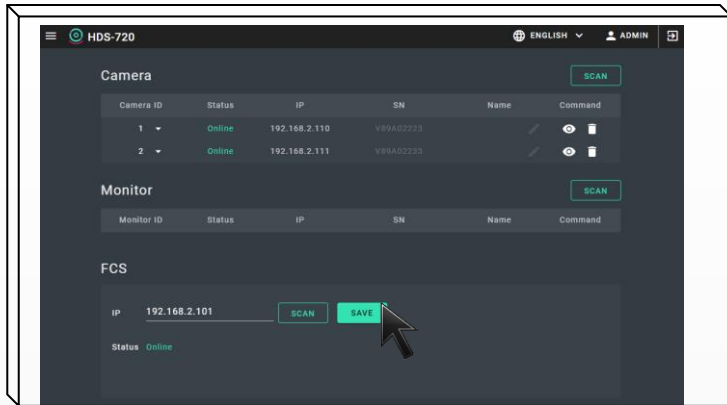 HDS-720 ENGLISH ADMIN
Camera SCAN
Camera ID Status IP SN Name Command
1 Online 192.168.2.110 V89A02223
2 Online 192.168.2.111
Monitor SCAN
Monitor ID Status IP SN Name Command
FCS
IP 192.168.2.101 SCAN SAVE
Status Online